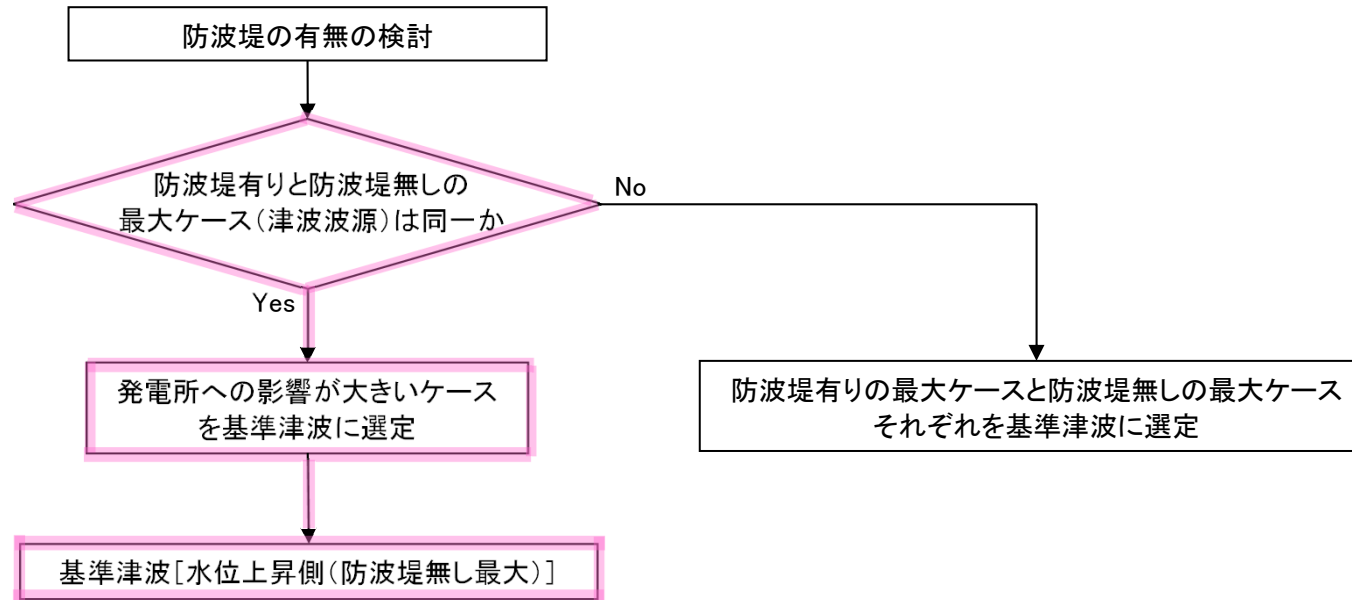 防波堤の有無の検討
防波堤有りと防波堤無しの
最大ケース(津波波源)は同一か
No
Yes
発電所への影響が大きいケース
を基準津波に選定
防波堤有りの最大ケースと防波堤無しの最大ケース
それぞれを基準津波に選定
基準津波[水位上昇側(防波堤無し最大)]